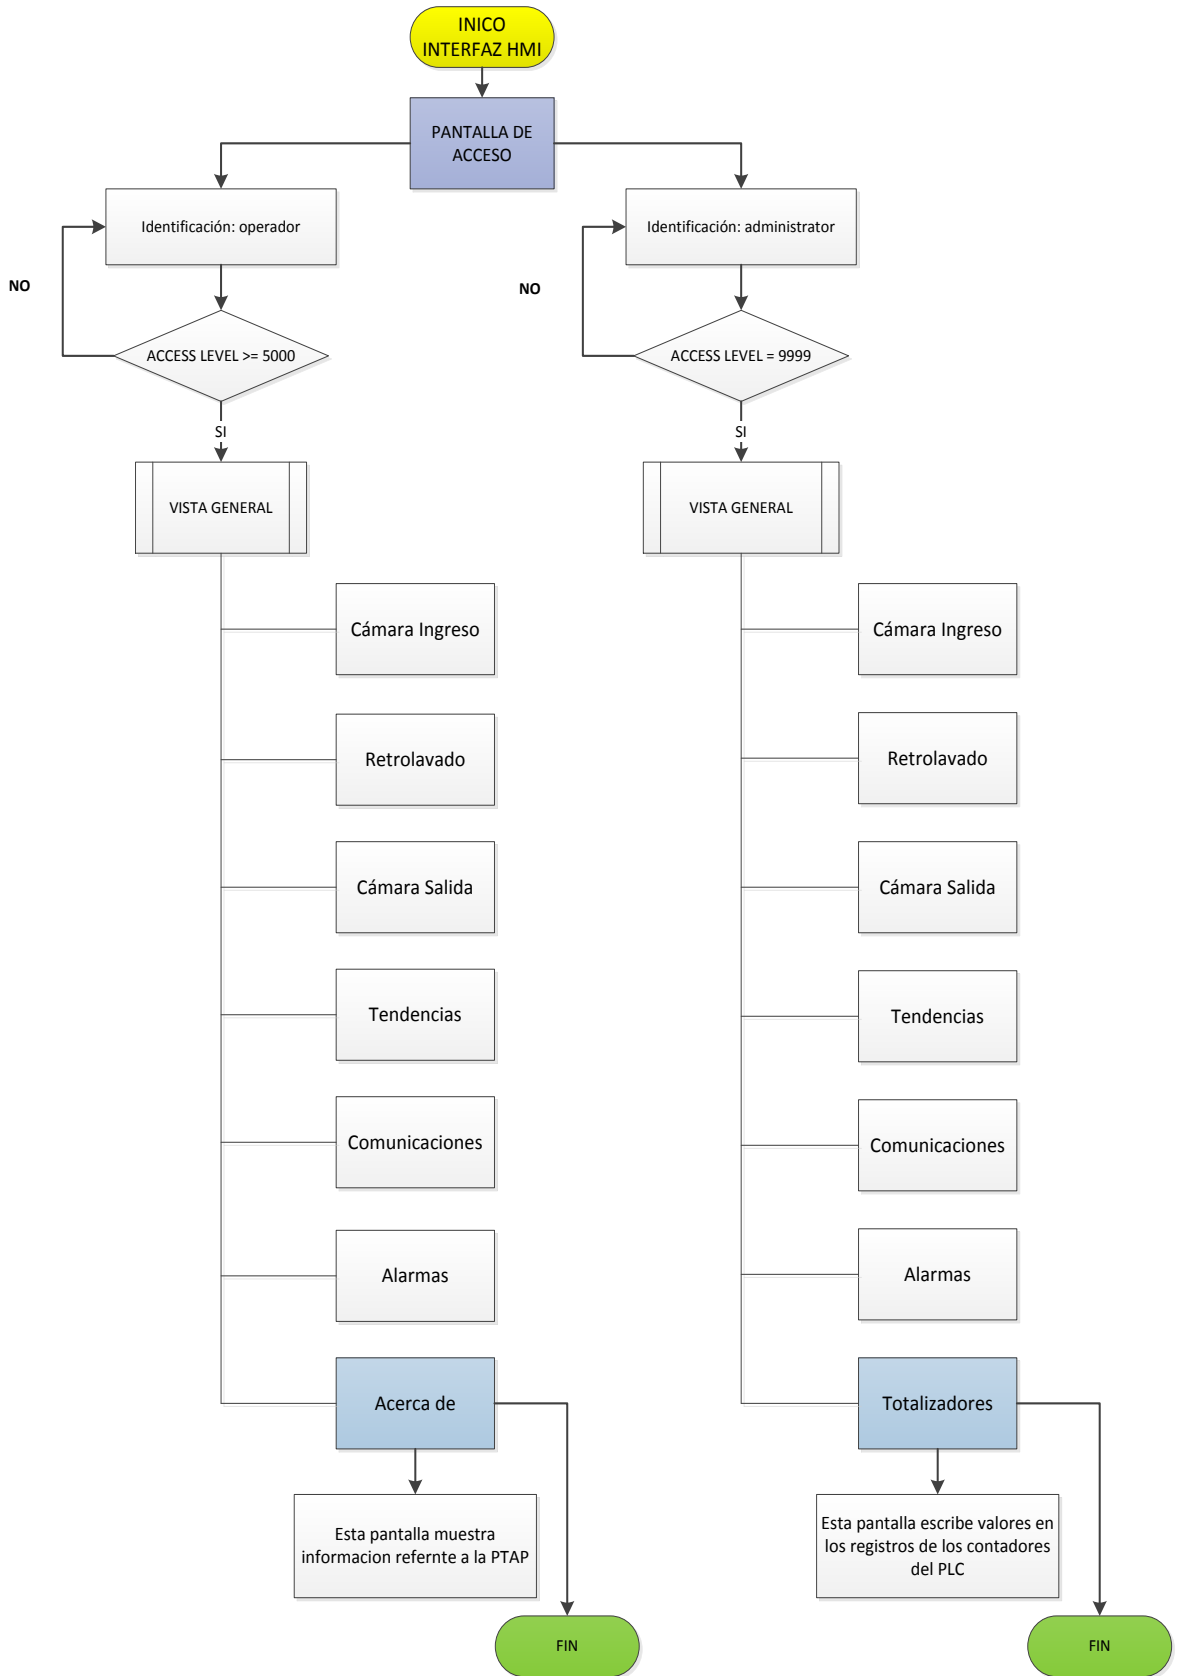 INICO
INTERFAZ HMI
PANTALLA DE
ACCESO
Identificación: operador
Identificación: administrator
NO
NO
ACCESS LEVEL >= 5000
ACCESS LEVEL = 9999
SI
SI
VISTA GENERAL
VISTA GENERAL
Cámara Ingreso
Cámara Ingreso
Retrolavado
Retrolavado
Cámara Salida
Cámara Salida
Tendencias
Tendencias
Comunicaciones
Comunicaciones
Alarmas
Alarmas
Acerca de
Totalizadores
Esta pantalla muestra
informacion refernte a la PTAP
Esta pantalla escribe valores en
los registros de los contadores
del PLC
FIN
FIN